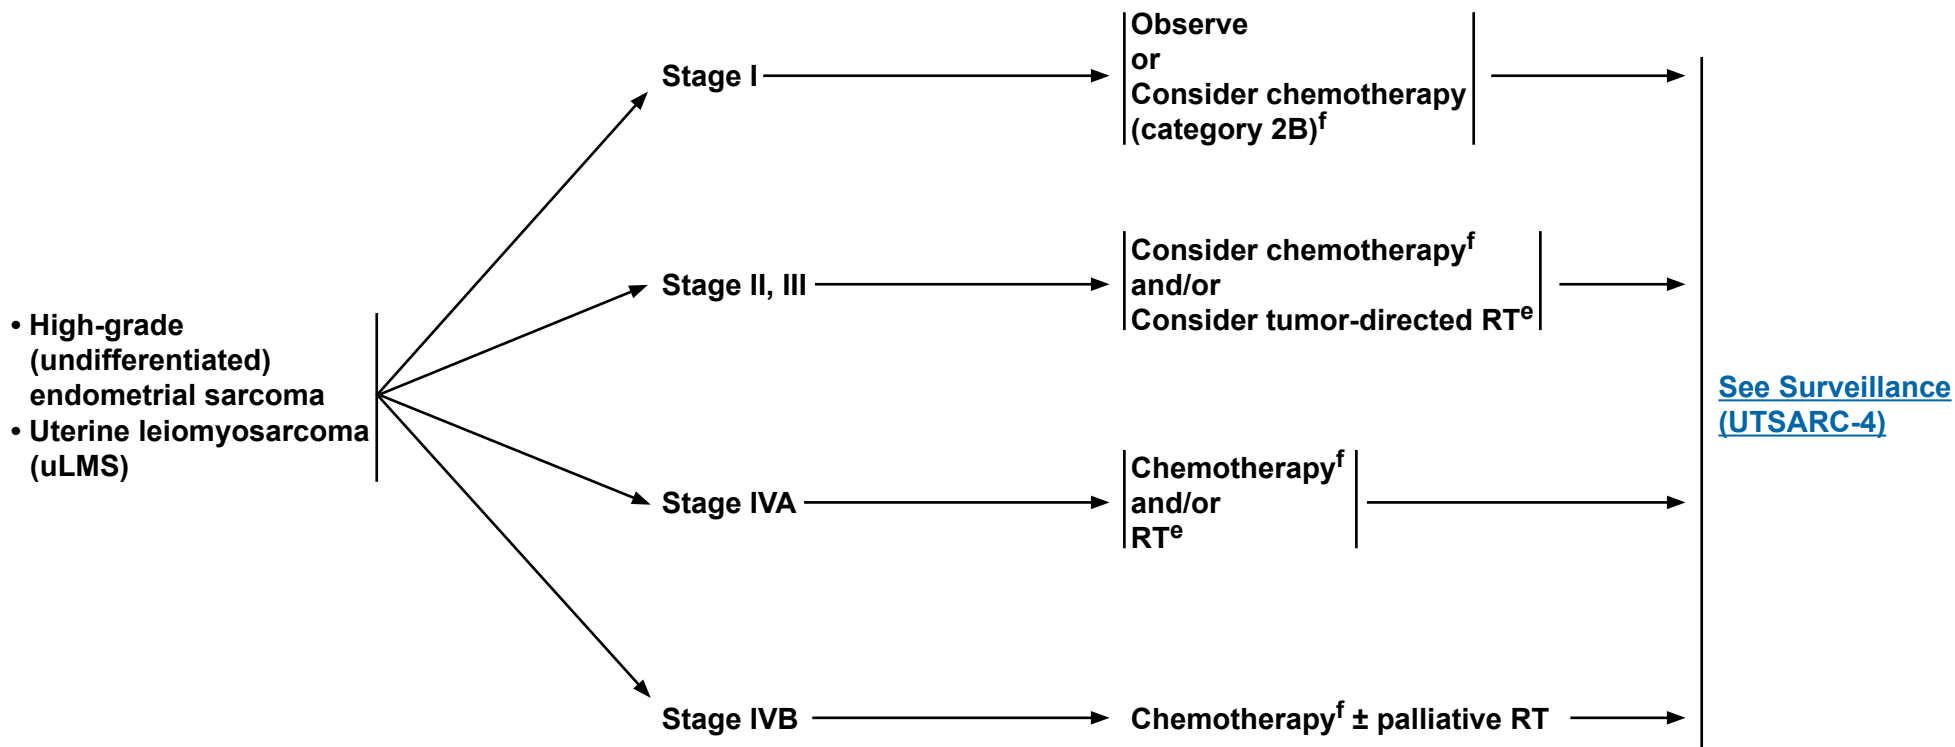 • High-grade
(undifferentiated)
endometrial sarcoma
• Uterine leiomyosarcoma
(uLMS)
Stage I
Observe
or
Consider chemotherapy
(category 2B)f
Stage II, III
Consider chemotherapyf
and/or
Consider tumor-directed RTe
Stage IVA
Chemotherapyf
and/or
RTe
Stage IVB
Chemotherapyf ± palliative RT
See Surveillance
(UTSARC-4)